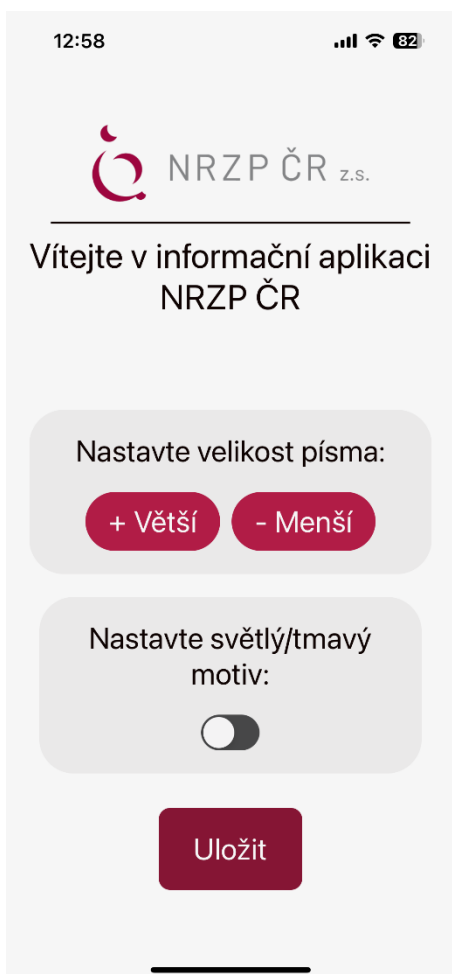 12:58
82
NRZP ČR z.s.
Vítejte v informační aplikaci
NRZP ČR
Nastavte velikost písma:
+ Větší - Menší
Nastavte světlý/tmavý
motiv:
Uložit